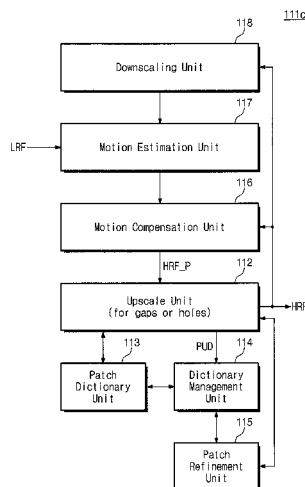 111c
118
Downscaling Unit
117
LRF
Motion Estimation Unit
116
Motion Compensation Unit
HRF_P
112
Upscale Unit
(for gaps or holes)
HRF
113
PUD
114
Patch
Dictionary
Unit
Dictionary
Management
Unit
115
Patch
Refinement
Unit